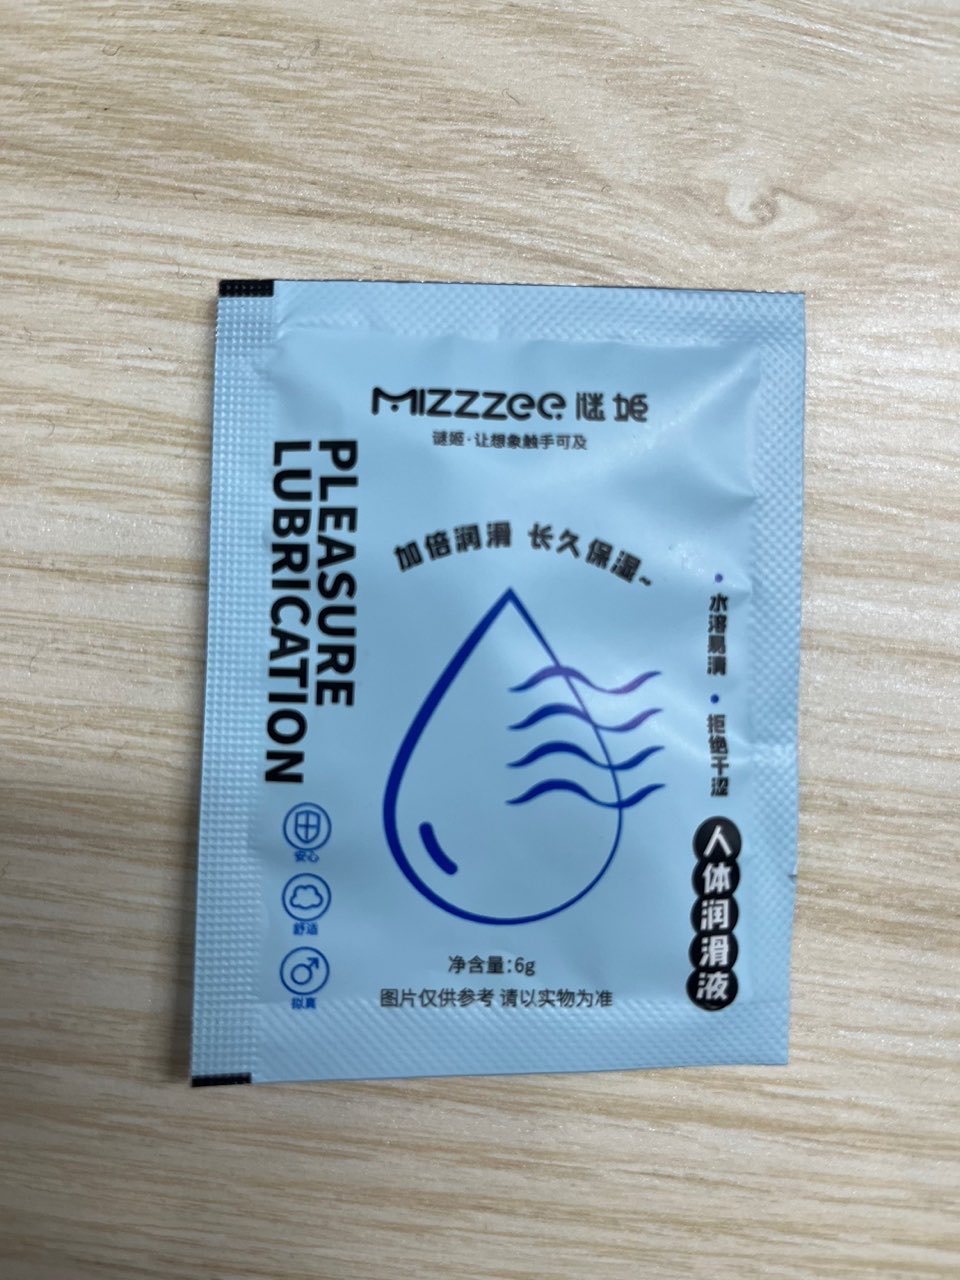 MIZZZEE 谜姬
谜姬·让想象触手可及
PLEASURE
LUBRICATION
加倍润滑 长久保湿~
• 水溶易清 • 拒绝干涩
人体润滑液
安心
舒适
拟真
净含量：6g
图片仅供参考 请以实物为准